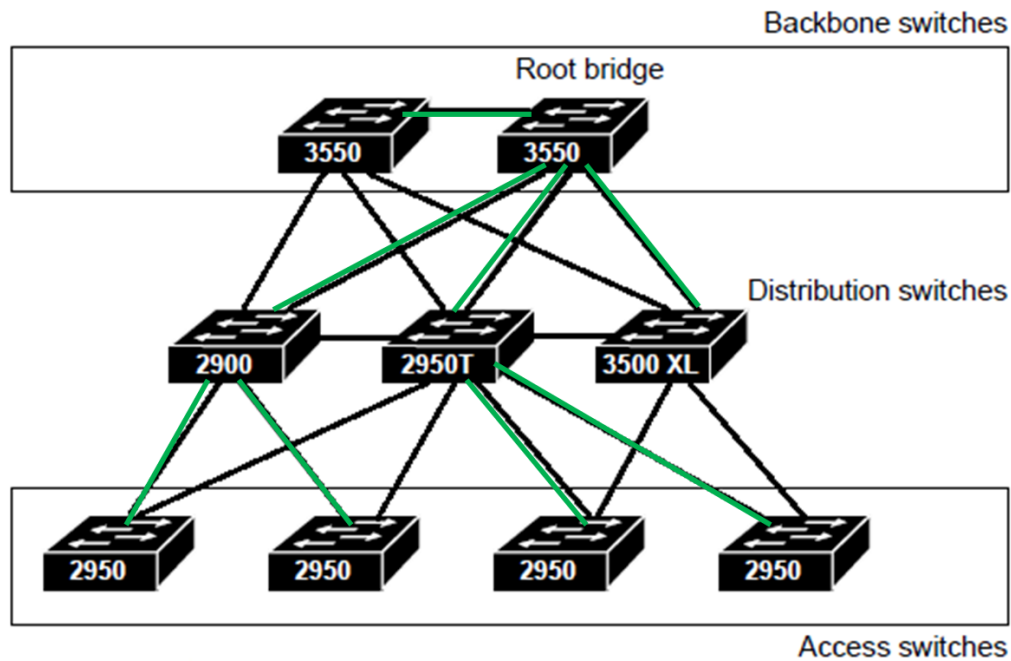 Backbone switches
Root bridge
3550
3550
Distribution switches
2900
2950T
3500 XL
2950
2950
2950
2950
Access switches